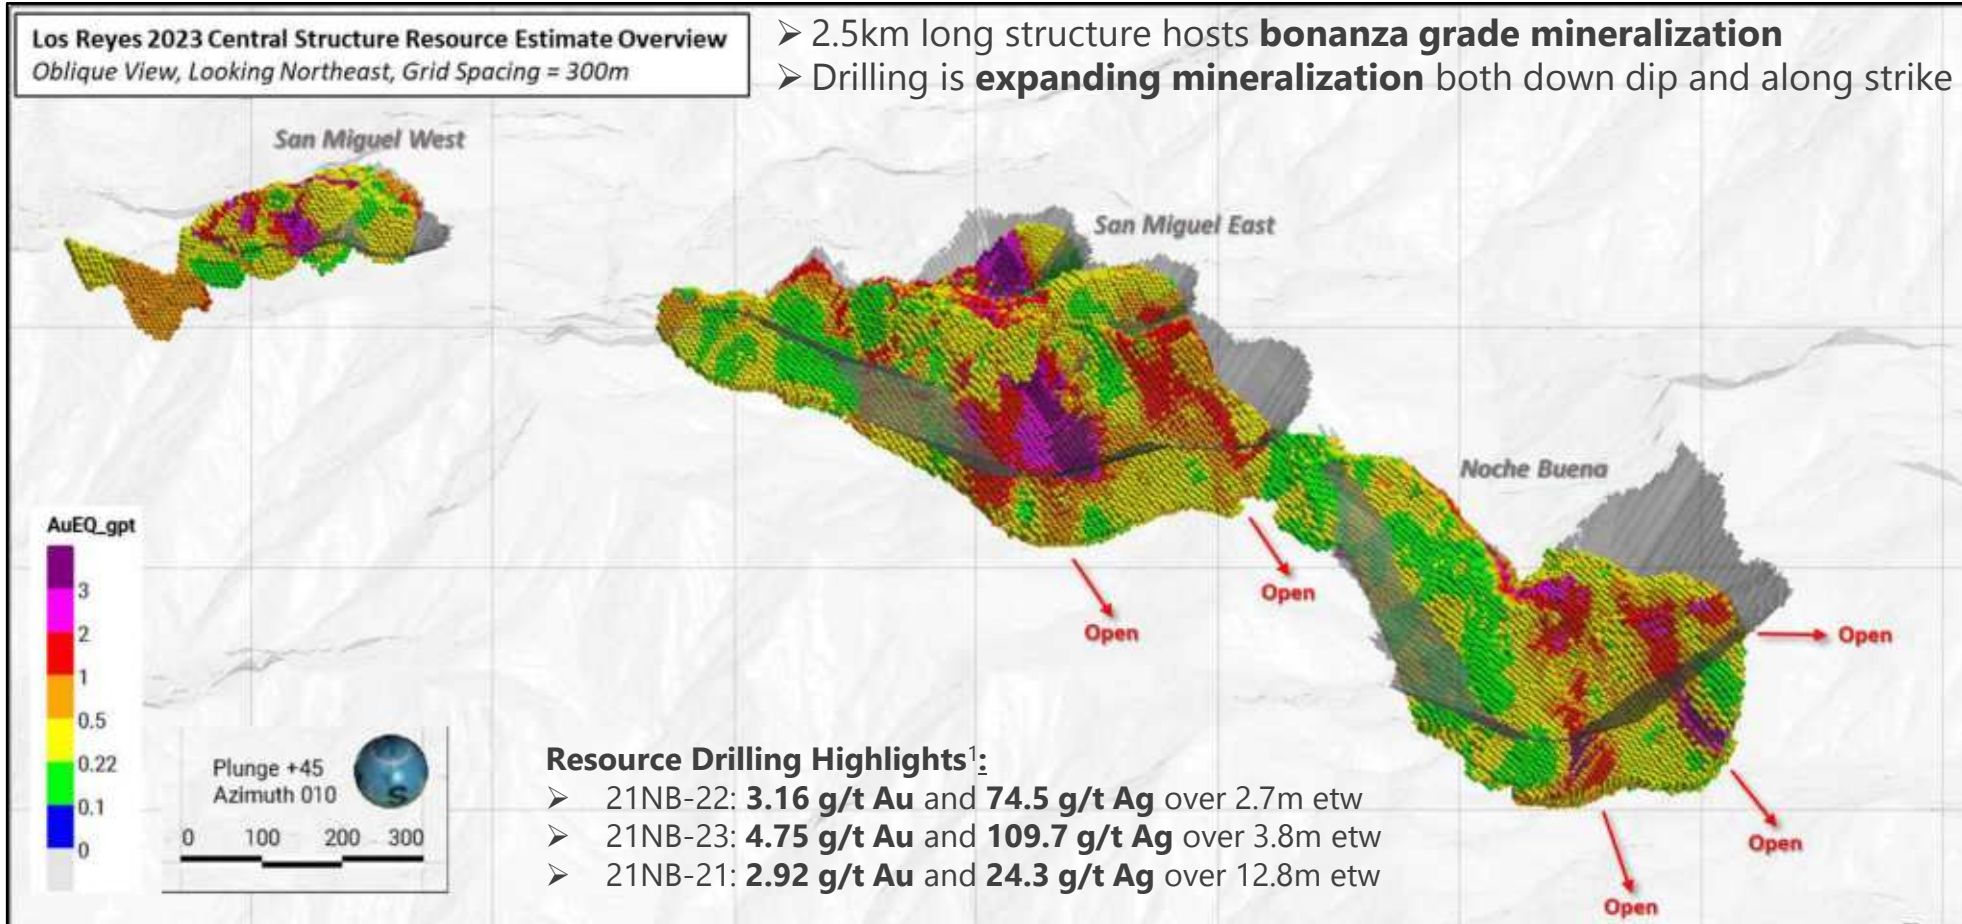 Los Reyes 2023 Central Structure Resource Estimate Overview
Oblique View, Looking Northeast, Grid Spacing = 300m
➢ 2.5km long structure hosts bonanza grade mineralization
➢ Drilling is expanding mineralization both down dip and along strike
San Miguel West
San Miguel East
Noche Buena
Open
Open
Open
Open
Open
AuEQ_gpt
3
2
1
0.5
0.22
0.1
0
Plunge +45
Azimuth 010
S
0 100 200 300
Resource Drilling Highlights¹:
➢ 21NB-22: 3.16 g/t Au and 74.5 g/t Ag over 2.7m etw
➢ 21NB-23: 4.75 g/t Au and 109.7 g/t Ag over 3.8m etw
➢ 21NB-21: 2.92 g/t Au and 24.3 g/t Ag over 12.8m etw